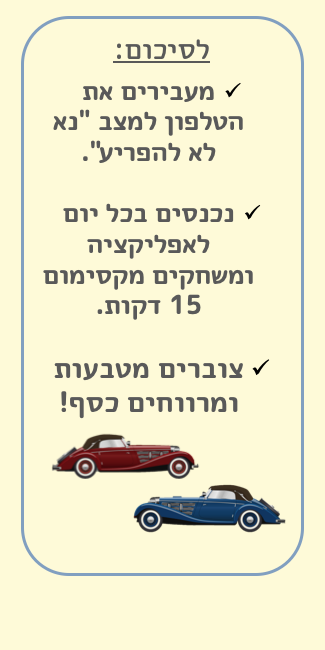 לסיכום:
✓ מעבירים את
הטלפון למצב "נא
לא להפריע".
✓ נכנסים בכל יום
לאפליקציה
ומשחקים מקסימום
15 דקות.
✓ צוברים מטבעות
ומרווחים כסף!